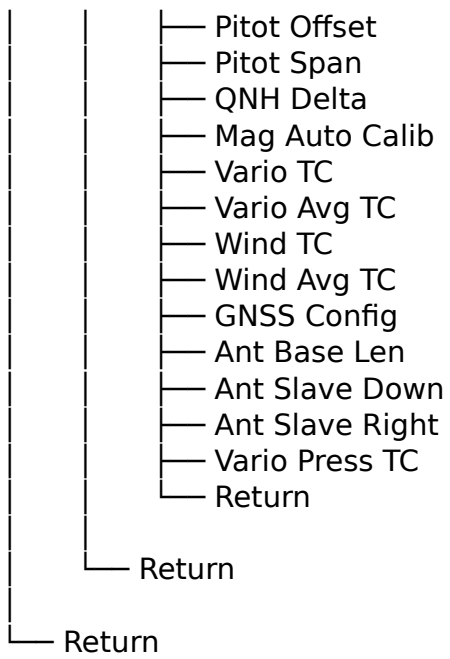 Pitot Offset
Pitot Span
QNH Delta
Mag Auto Calib
Vario TC
Vario Avg TC
Wind TC
Wind Avg TC
GNSS Config
Ant Base Len
Ant Slave Down
Ant Slave Right
Vario Press TC
Return
Return
Return